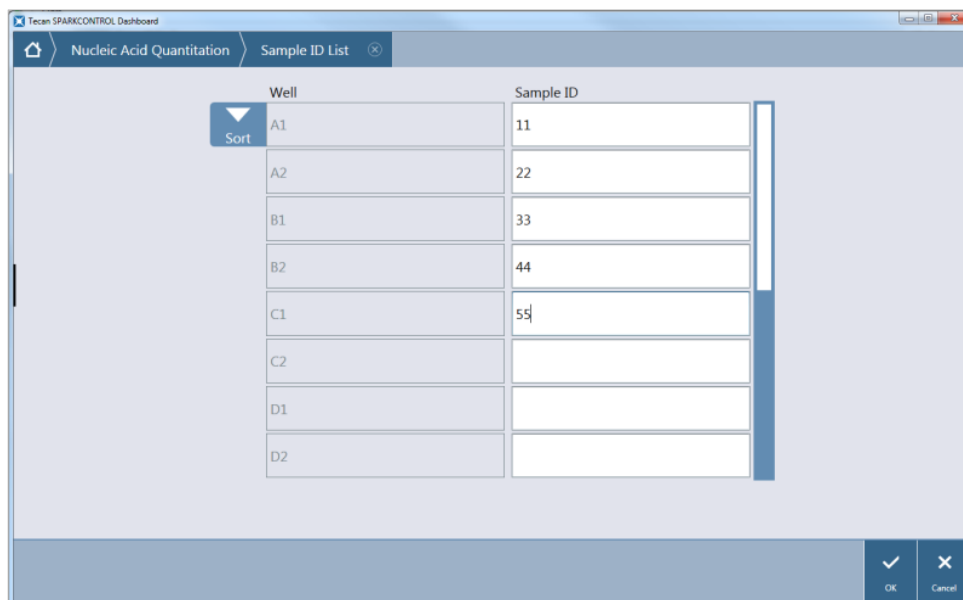 Tecan SPARKCONTROL Dashboard
Nucleic Acid Quantitation Sample ID List
Well Sample ID
Sort A1 11
A2 22
B1 33
B2 44
C1 55
C2
D1
D2
OK Cancel